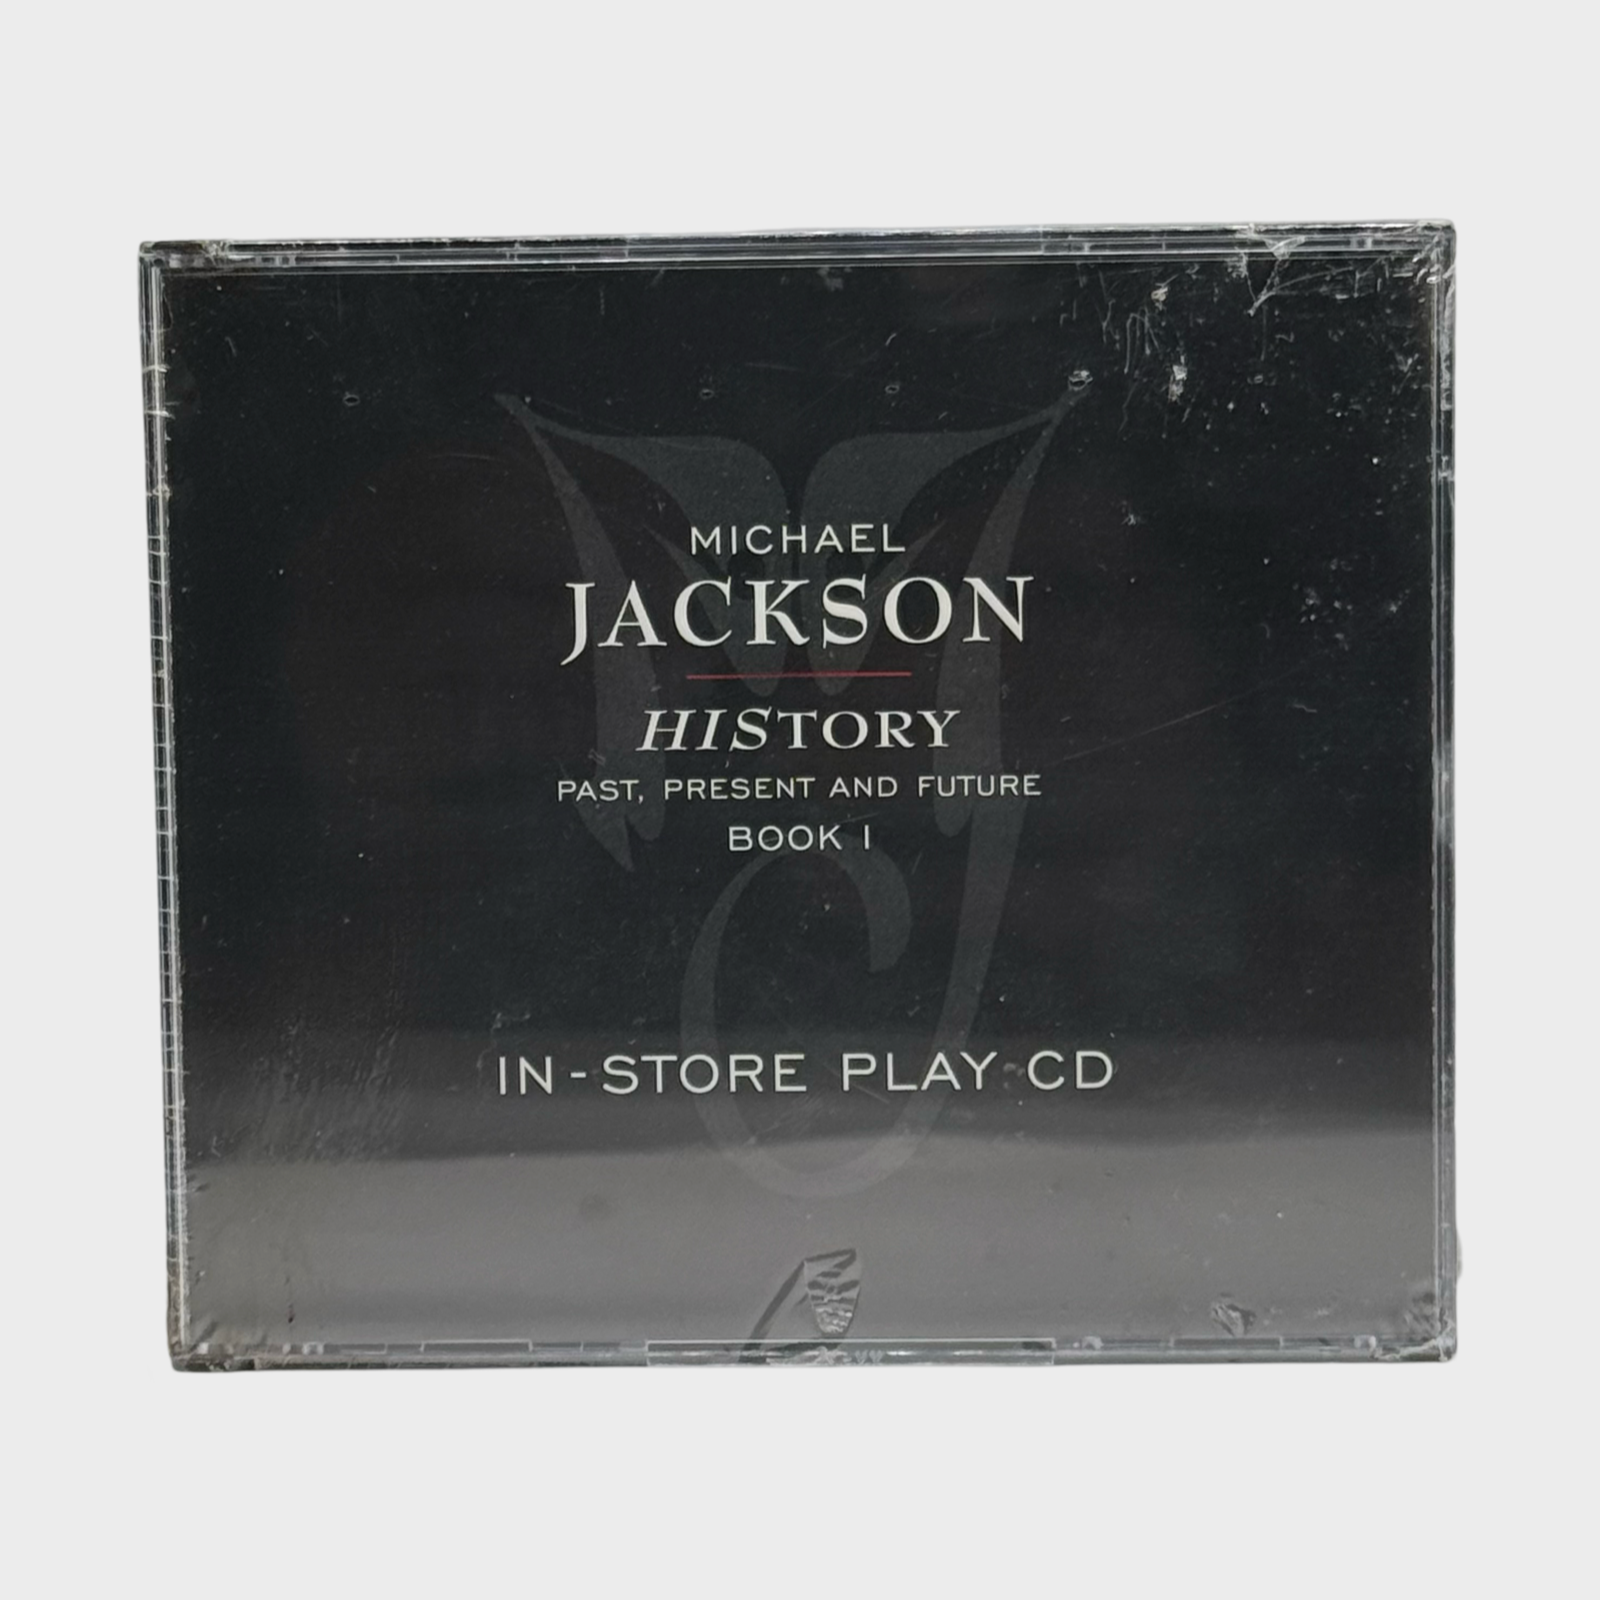 MICHAEL
JACKSON
HISTORY
PAST, PRESENT AND FUTURE
BOOK I
IN-STORE PLAY CD